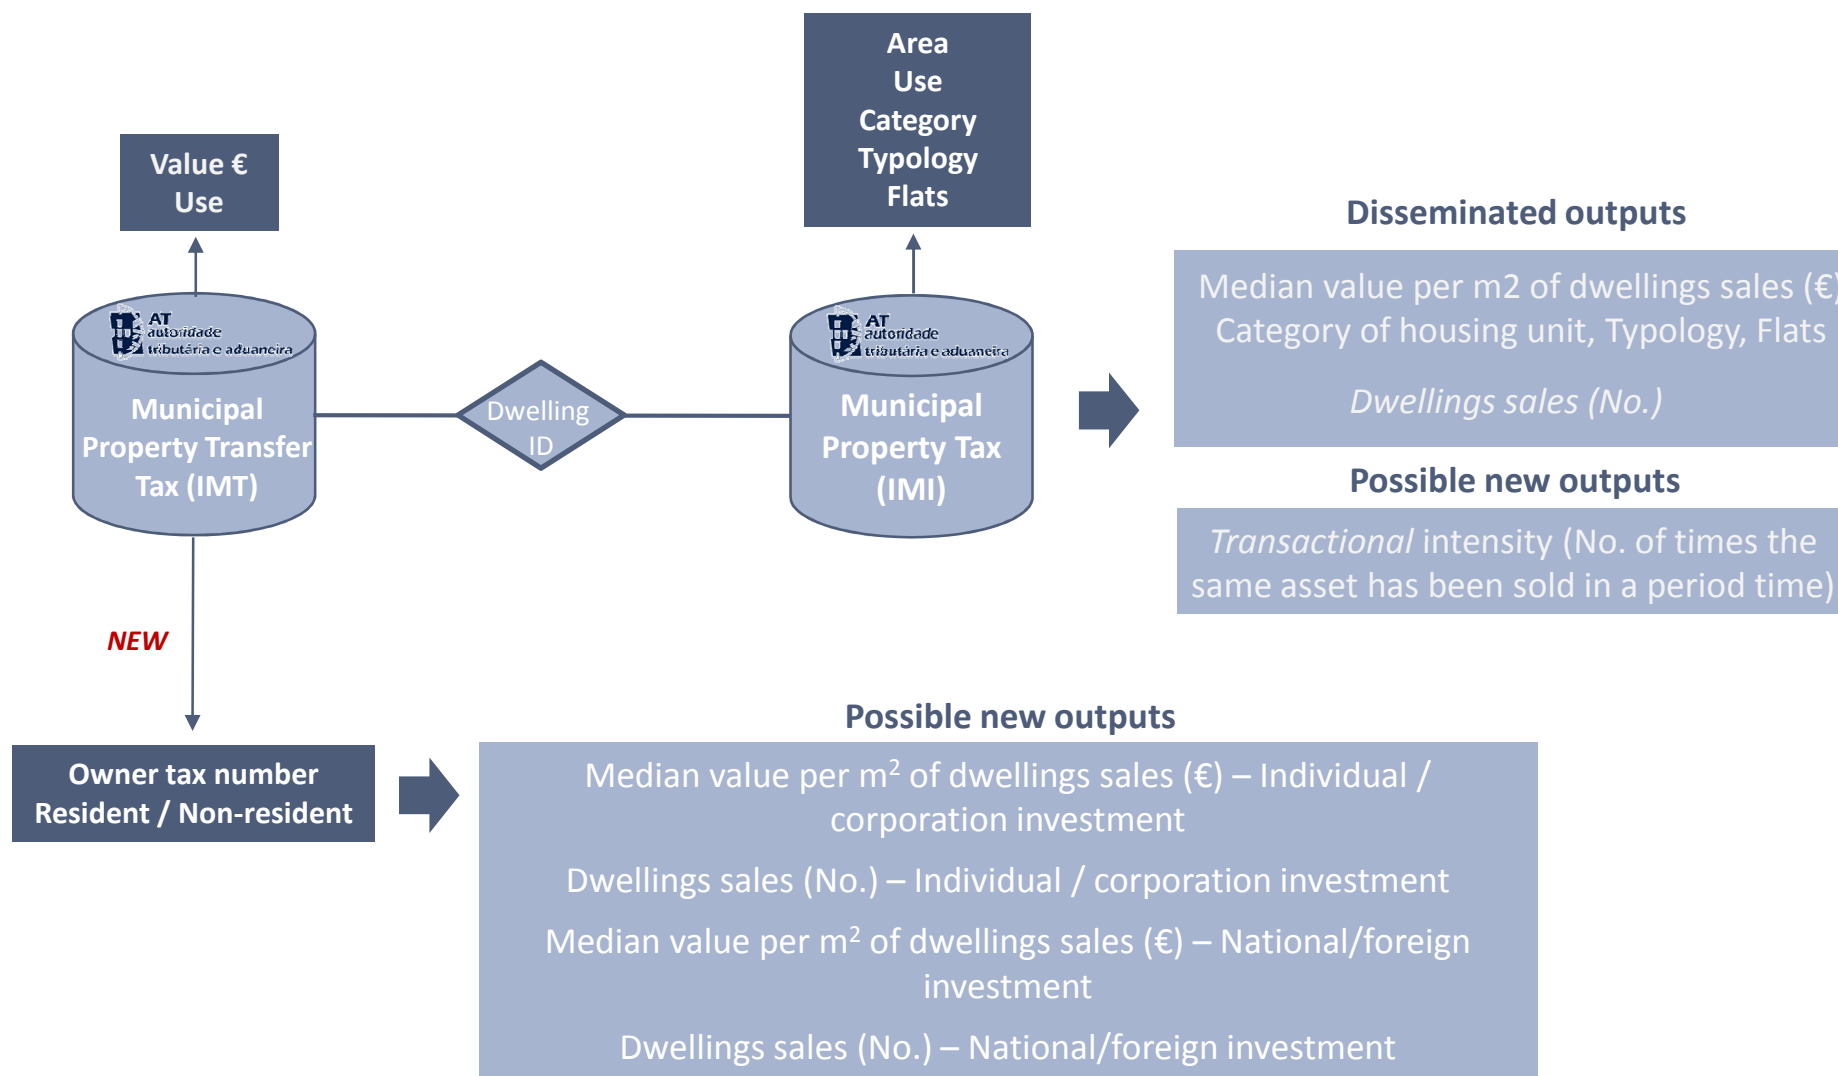 Area
Use
Category
Typology
Flats
Value €
Use
Disseminated outputs
Median value per m2 of dwellings sales (€)
Category of housing unit, Typology, Flats
Dwellings sales (No.)
AT
autoridade
tributária e aduaneira
Municipal
Property Transfer
Tax (IMT)
Dwelling
ID
AT
autoridade
tributária e aduaneira
Municipal
Property Tax
(IMI)
Possible new outputs
Transactional intensity (No. of times the
same asset has been sold in a period time)
NEW
Owner tax number
Resident / Non-resident
Possible new outputs
Median value per m² of dwellings sales (€) – Individual /
corporation investment
Dwellings sales (No.) – Individual / corporation investment
Median value per m² of dwellings sales (€) – National/foreign
investment
Dwellings sales (No.) – National/foreign investment